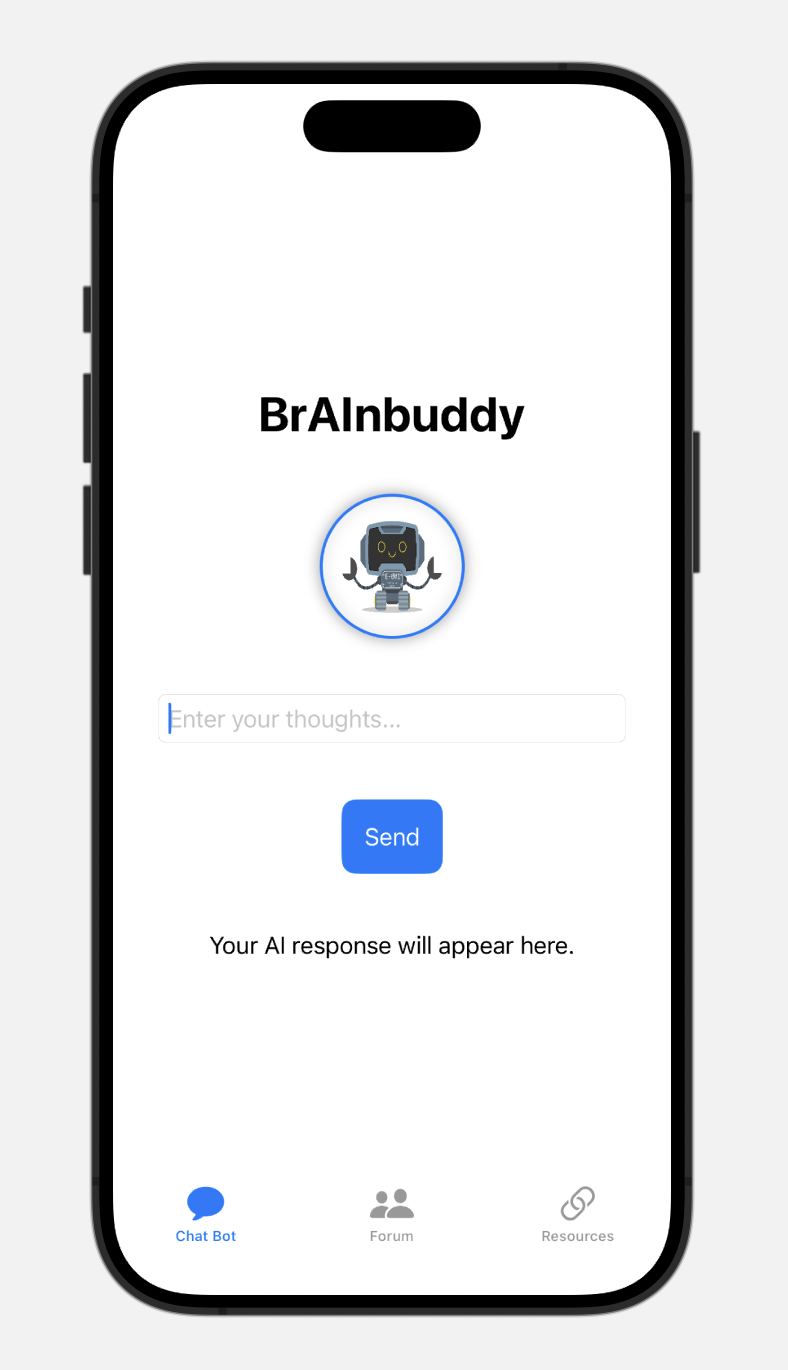 BrAInbuddy
Enter your thoughts...
Send
Your AI response will appear here.
Chat Bot
Forum
Resources